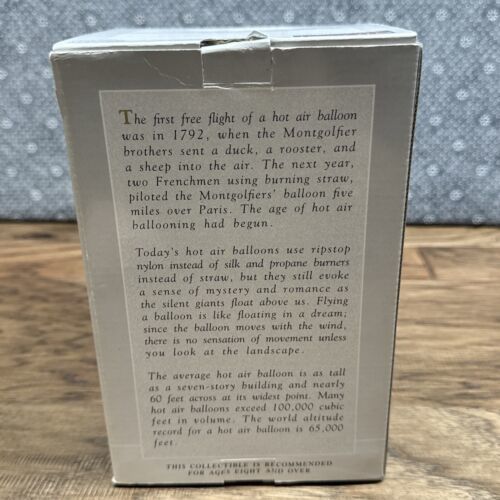 The first free flight of a hot air balloon
was in 1792, when the Montgolfier
brothers sent a duck, a rooster, and
a sheep into the air. The next year,
two Frenchmen using burning straw,
piloted the Montgolfiers' balloon five
miles over Paris. The age of hot air
ballooning had begun.
Today's hot air balloons use ripstop
nylon instead of silk and propane burners
instead of straw, but they still evoke
a sense of mystery and romance as
the silent giants float above us. Flying
a balloon is like floating in a dream;
since the balloon moves with the wind,
there is no sensation of movement unless
you look at the landscape.
The average hot air balloon is as tall
as a seven-story building and nearly
60 feet across at its widest point. Many
hot air balloons exceed 100,000 cubic
feet in volume. The world altitude
record for a hot air balloon is 65,000
feet.
THIS COLLECTIBLE IS RECOMMENDED
FOR AGES EIGHT AND OVER